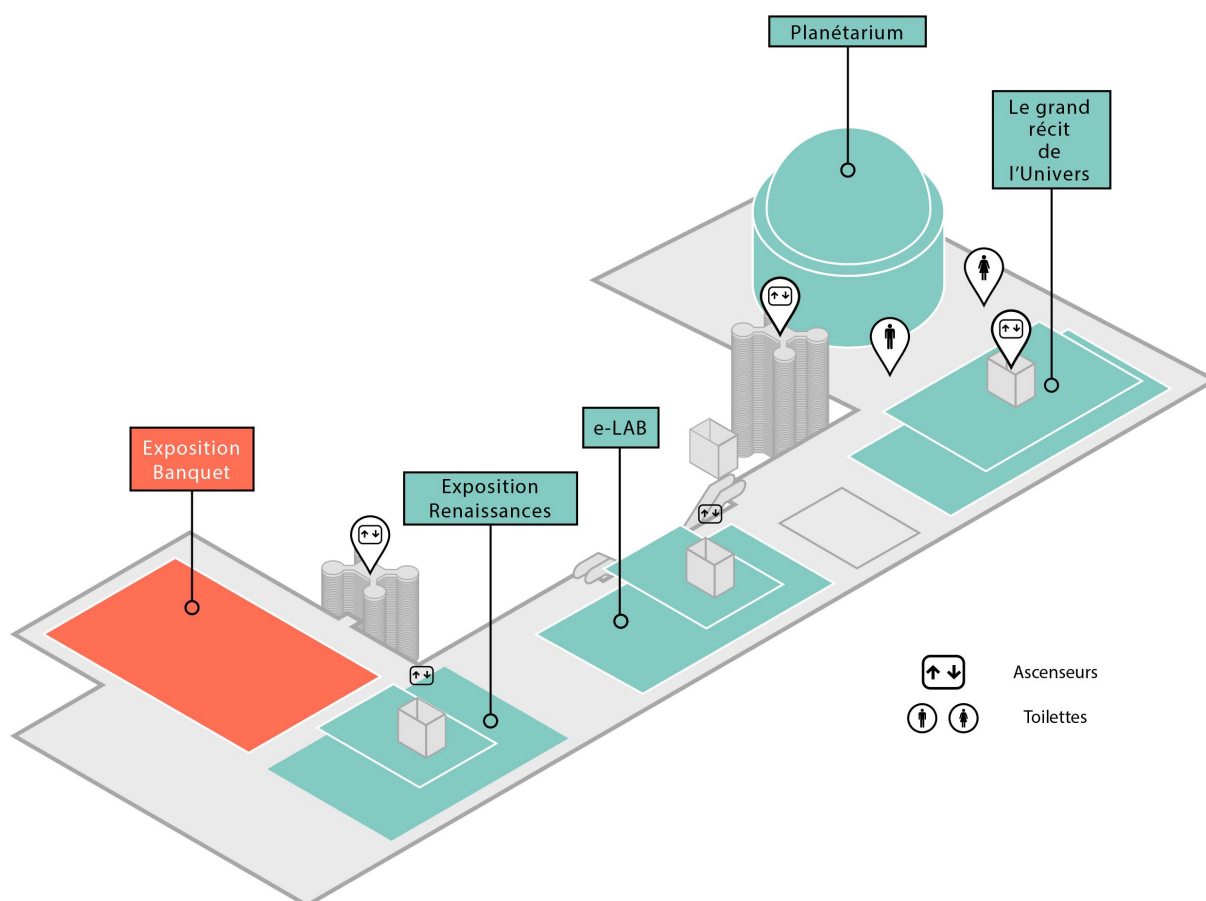 Planétarium
Le grand
récit
de
l'Univers
e-LAB
Exposition
Banquet
Exposition
Renaissances
Ascenseurs
Toilettes